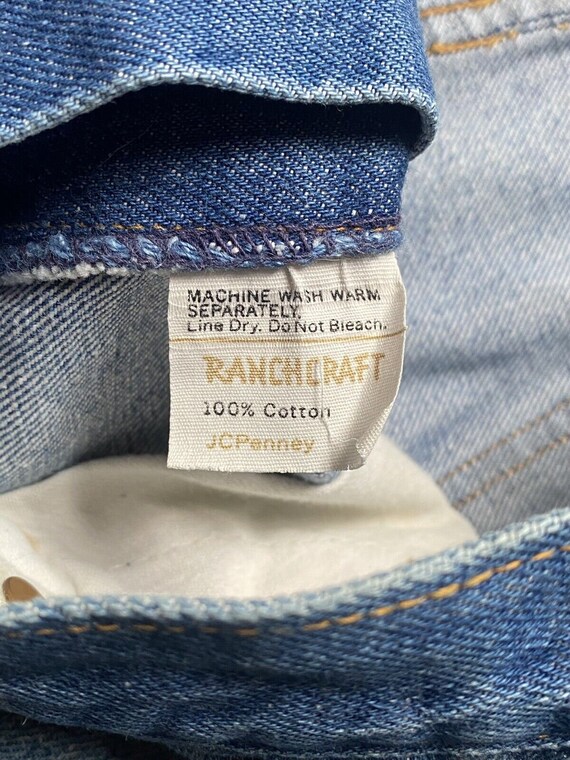 MACHINE WASH WARM
SEPARATELY.
Line Dry. Do Not Bleach.
RANCHCRAFT
100% Cotton
JCPenney